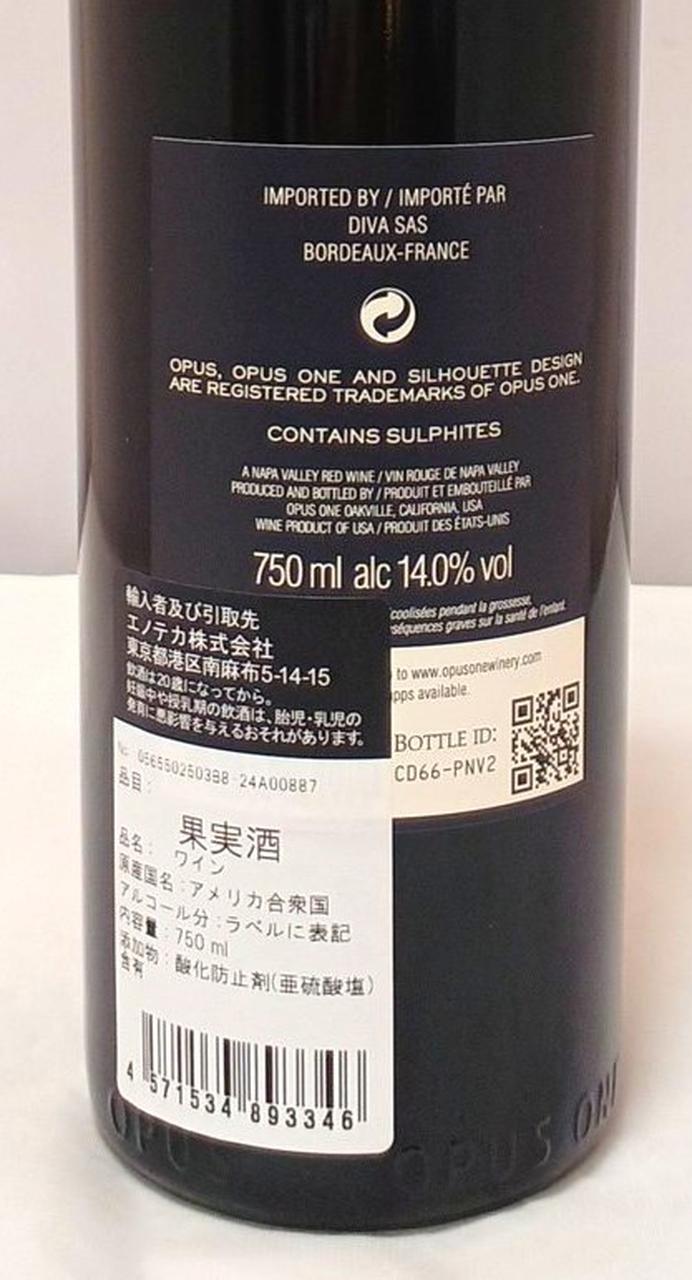 IMPORTED BY / IMPORTÉ PAR
DIVA SAS
BORDEAUX-FRANCE
OPUS, OPUS ONE AND SILHOUETTE DESIGN
ARE REGISTERED TRADEMARKS OF OPUS ONE.
CONTAINS SULPHITES
A NAPA VALLEY RED WINE / VIN ROUGE DE NAPA VALLEY
PRODUCED AND BOTTLED BY / PRODUIT ET EMBOUTEILLÉ PAR
OPUS ONE OAKVILLE, CALIFORNIA, USA
WINE PRODUCT OF USA / PRODUIT DES ÉTATS-UNIS
750 ml alc 14.0% vol
coolisées pendant la grossesse,
séquences graves sur la santé de l'enfant.
to www.opusonewinery.com
apps available.
BOTTLE ID:
CD66-PNV2
輸入者及び引取先
エノテカ株式会社
東京都港区南麻布5-14-15
飲酒は20歳になってから。
妊娠中や授乳期の飲酒は、胎児・乳児の
発育に悪影響を与えるおそれがあります。
No: 0565502503B8 24A00887
品目:
果実酒
品名: ワイン
原産国名:アメリカ合衆国
アルコール分:ラベルに表記
内容量:750 ml
添加物:酸化防止剤(亜硫酸塩)
含有
4 571534 893346
OPUS
OPUS ONE